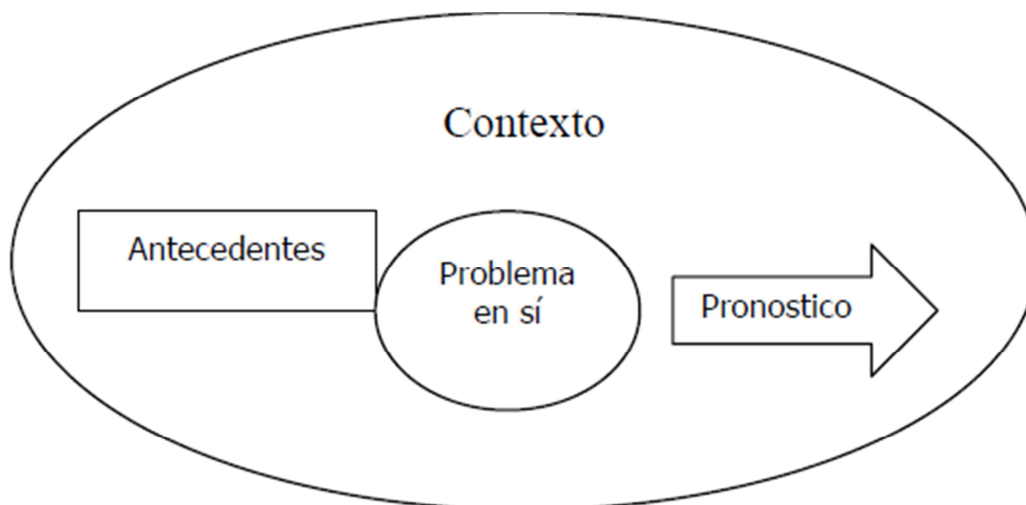 Contexto
Antecedentes
Problema
en sí
Pronostico